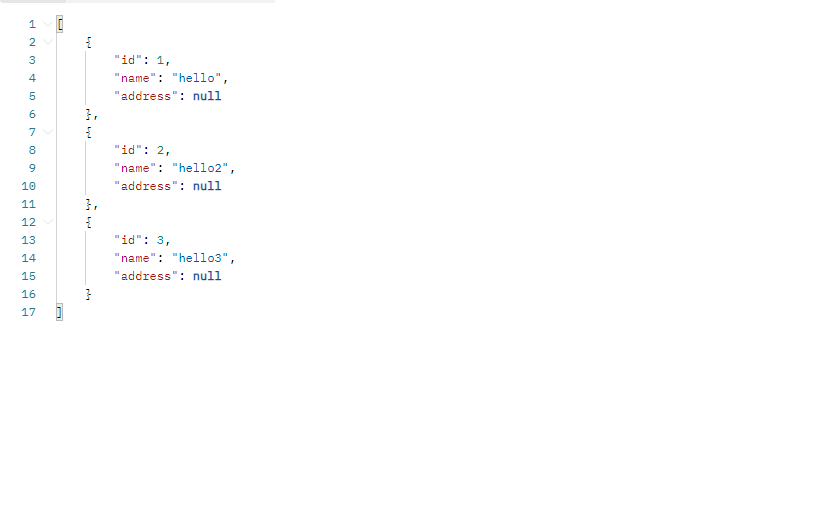 1 [
2 {
3 "id": 1,
4 "name": "hello",
5 "address": null
6 },
7 {
8 "id": 2,
9 "name": "hello2",
10 "address": null
11 },
12 {
13 "id": 3,
14 "name": "hello3",
15 "address": null
16 }
17 ]